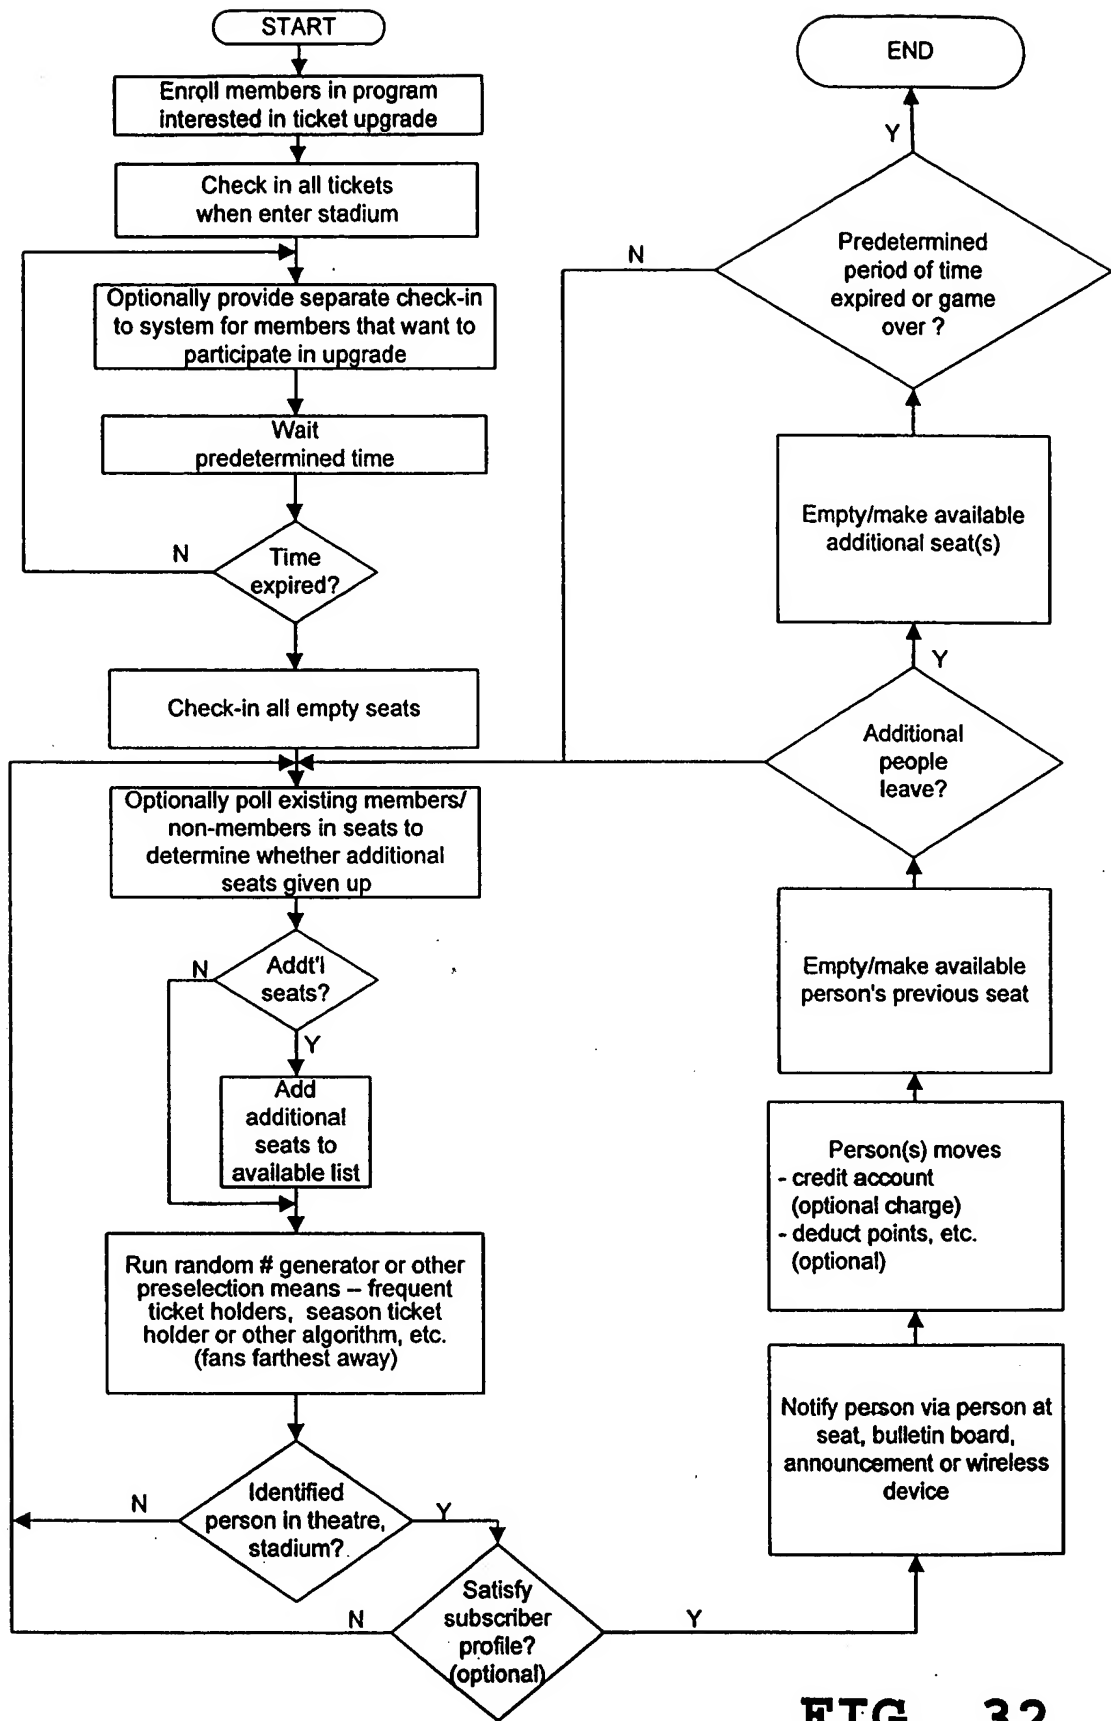 START
Enroll members in program
interested in ticket upgrade
Check in all tickets
when enter stadium
Optionally provide separate check-in
to system for members that want to
participate in upgrade
Wait
predetermined time
N
Time
expired?
Check-in all empty seats
Optionally poll existing members/
non-members in seats to
determine whether additional
seats given up
N
Addt'l
seats?
Y
Add
additional
seats to
available list
Run random # generator or other
preselection means -- frequent
ticket holders, season ticket
holder or other algorithm, etc.
(fans farthest away)
N
Identified
person in theatre,
stadium?
Y
N
Satisfy
subscriber
profile?
(optional)
Y
Notify person via person at
seat, bulletin board,
announcement or wireless
device
Person(s) moves
- credit account
(optional charge)
- deduct points, etc.
(optional)
Empty/make available
person's previous seat
Additional
people
leave?
Y
Empty/make available
additional seat(s)
N
Predetermined
period of time
expired or game
over ?
Y
END
FIG. 32